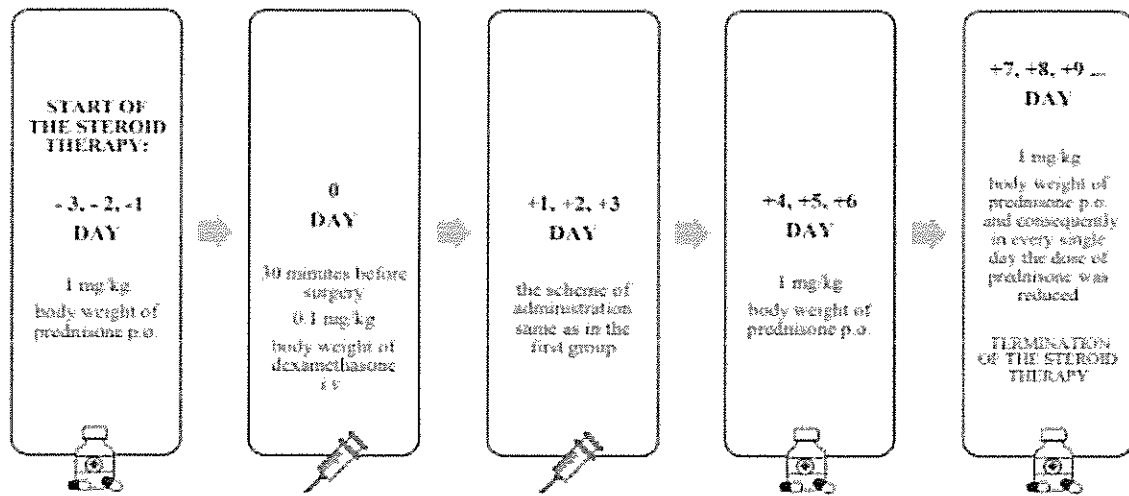 START OF
THE STEROID
THERAPY:
- 3, - 2, -1
DAY
1 mg/kg
body weight of
prednisone p.o.
0
DAY
30 minutes before
surgery
0.1 mg/kg
body weight of
dexamethasone
i.v
+1, +2, +3
DAY
the scheme of
administration
same as in the
first group
+4, +5, +6
DAY
1 mg/kg
body weight of
prednisone p.o.
+7, +8, +9 ...
DAY
1 mg/kg
body weight of
prednisone p.o.
and consequently
in every single
day the dose of
prednisone was
reduced
TERMINATION
OF THE STEROID
THERAPY